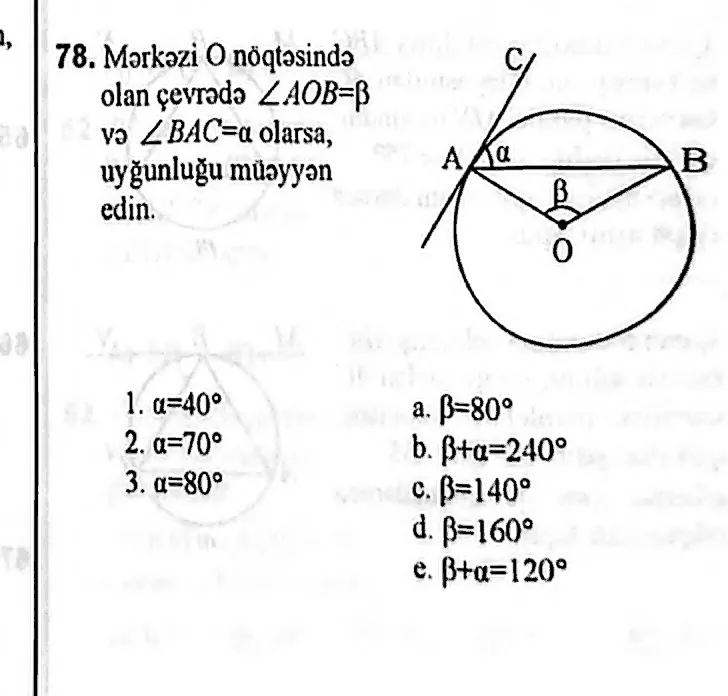 78. Mərkəzi O nöqtəsində
olan çevrədə ∠AOB=β
və ∠BAC=α olarsa,
uyğunluğu müəyyən
edin.
C
A
α
B
β
O
1. α=40°
2. α=70°
3. α=80°
a. β=80°
b. β+α=240°
c. β=140°
d. β=160°
e. β+α=120°